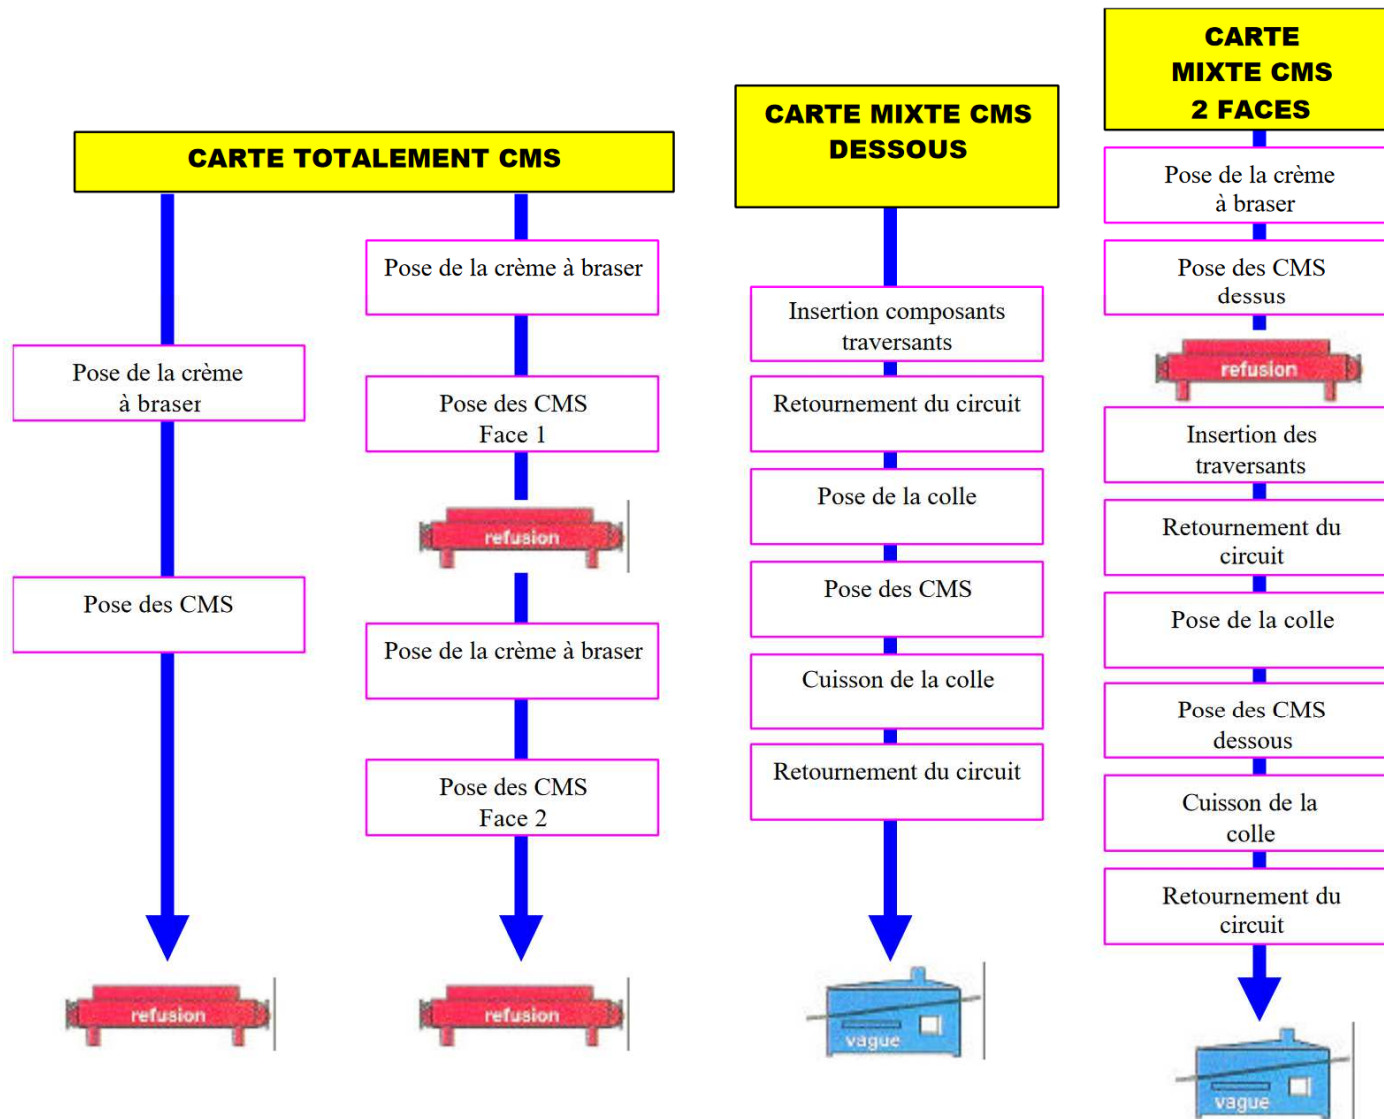 CARTE TOTALEMENT CMS
Pose de la crème
à braser
Pose des CMS
refusion
Pose de la crème à braser
Pose des CMS
Face 1
refusion
Pose de la crème à braser
Pose des CMS
Face 2
refusion
CARTE MIXTE CMS
DESSOUS
Insertion composants
traversants
Retournement du circuit
Pose de la colle
Pose des CMS
Cuisson de la colle
Retournement du circuit
vague
CARTE
MIXTE CMS
2 FACES
Pose de la crème
à braser
Pose des CMS
dessus
refusion
Insertion des
traversants
Retournement du
circuit
Pose de la colle
Pose des CMS
dessous
Cuisson de la
colle
Retournement du
circuit
vague